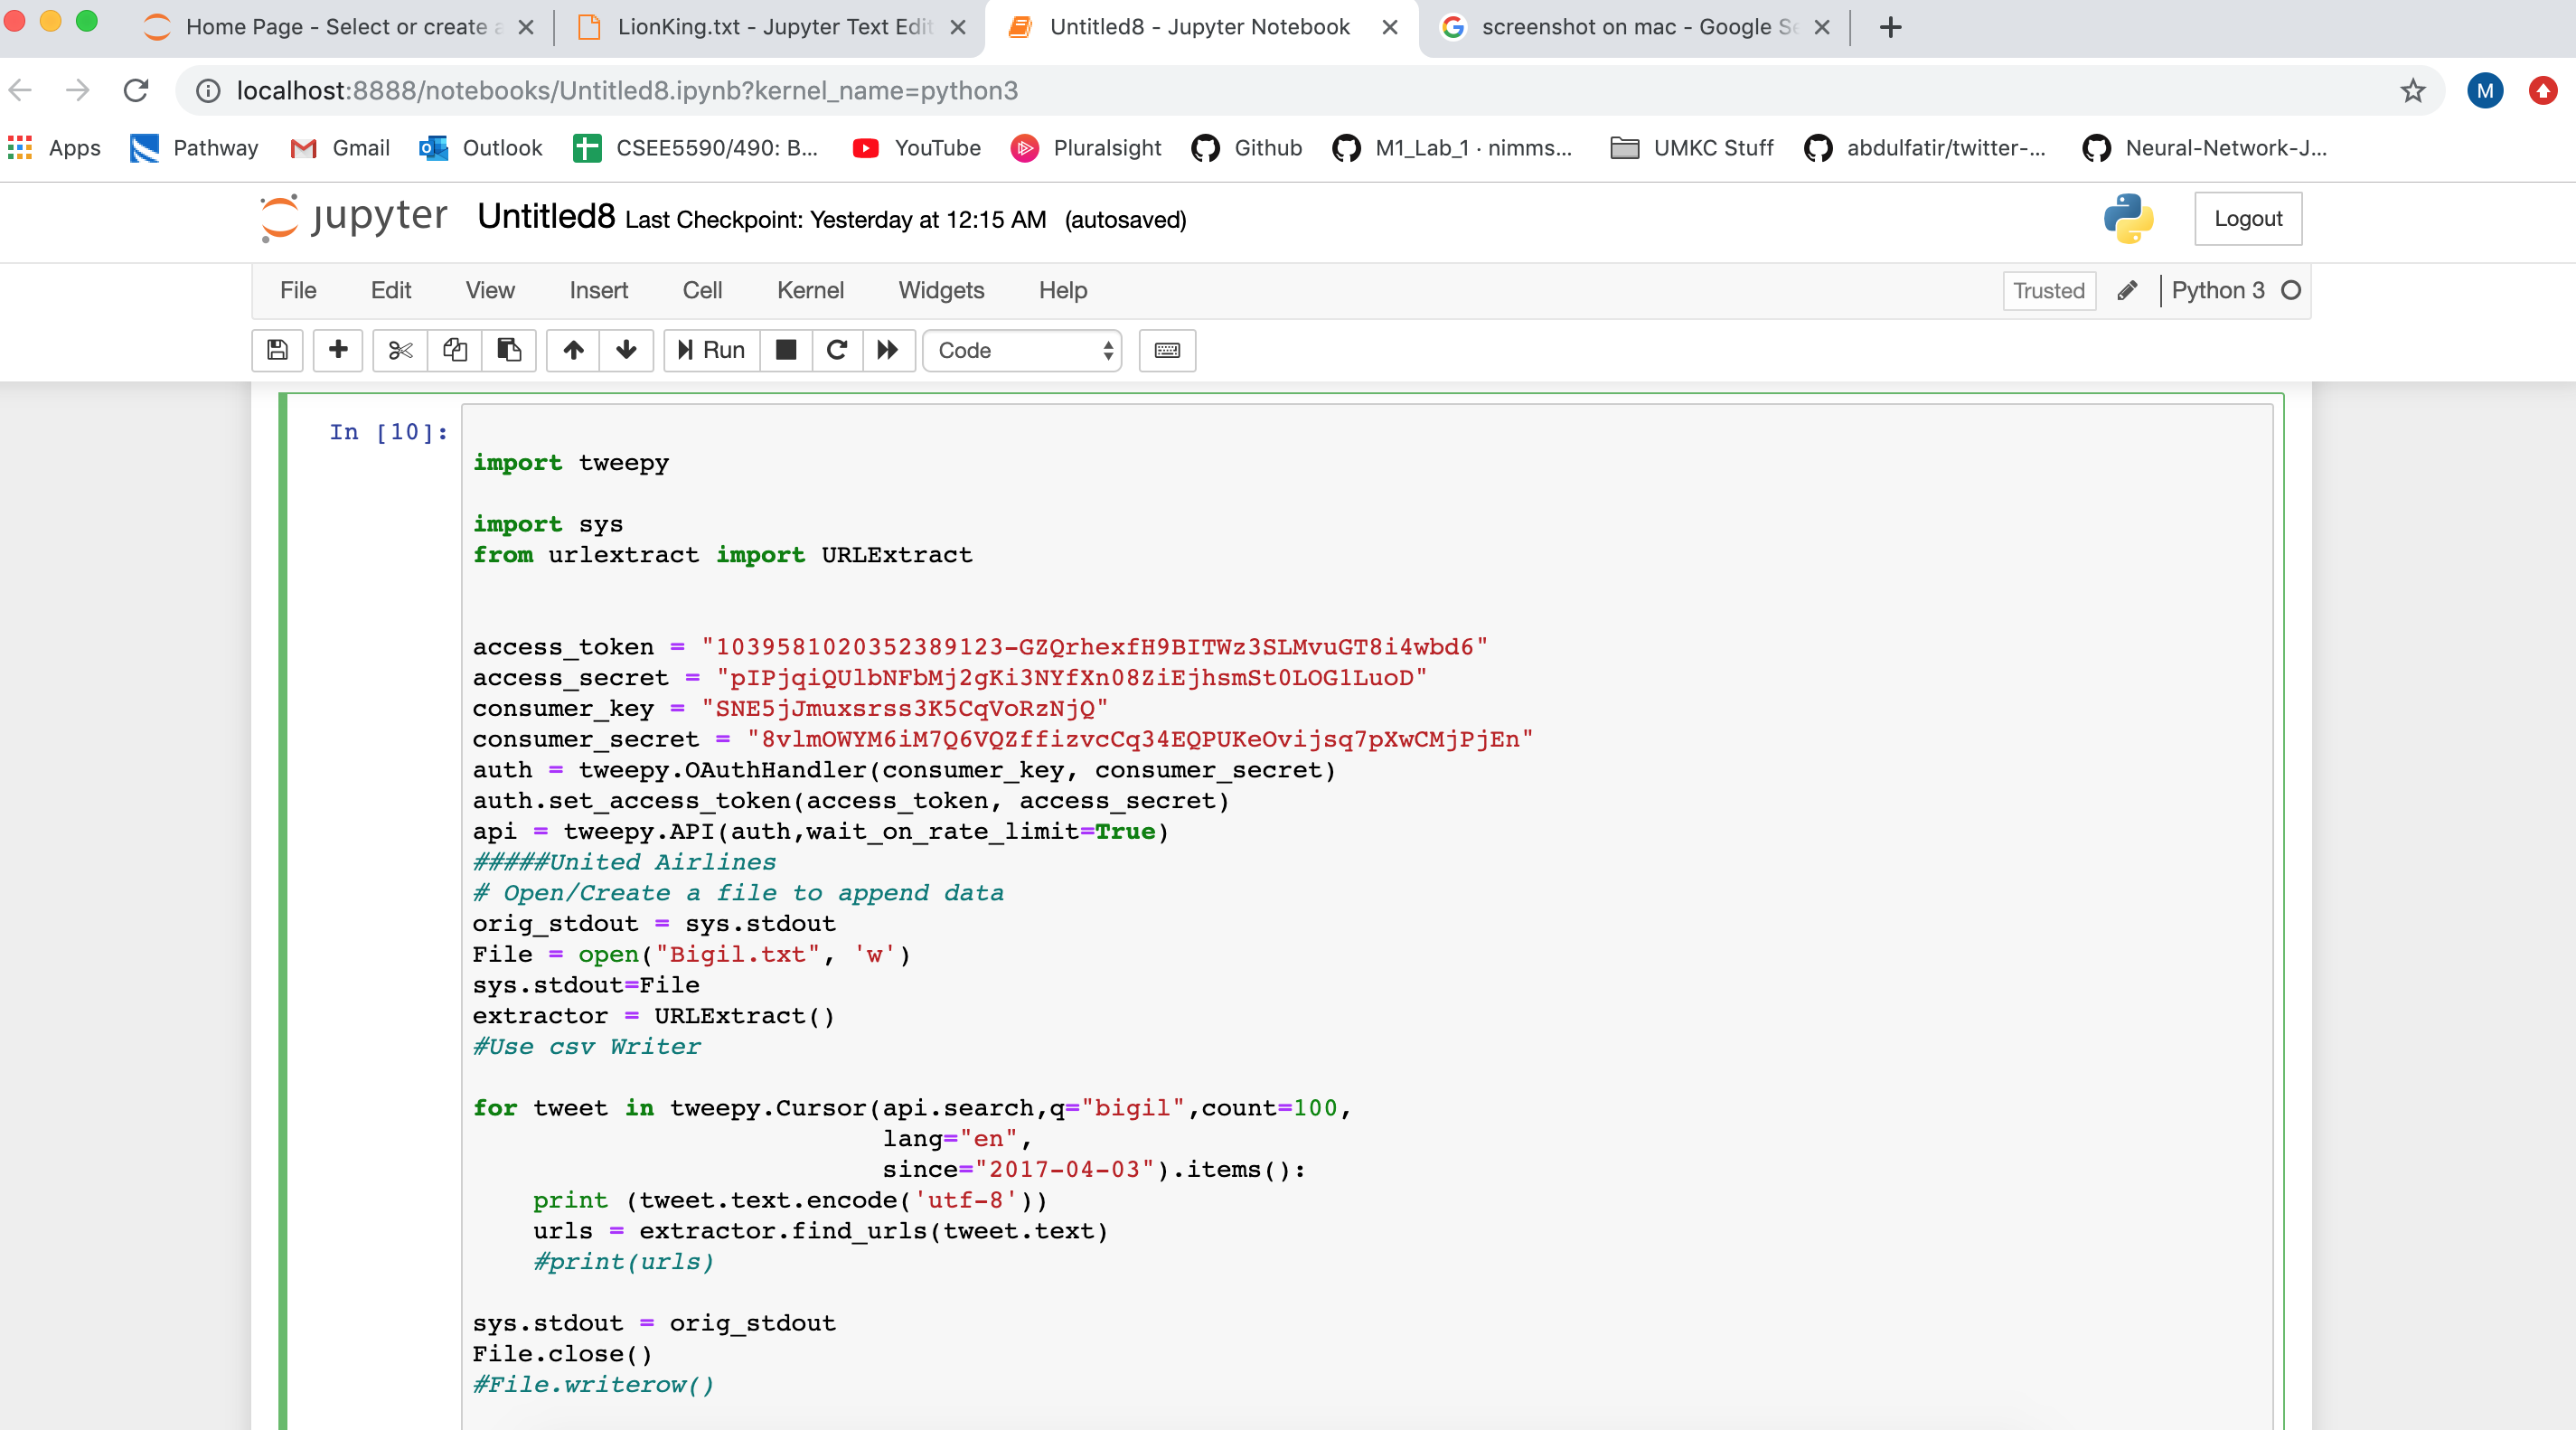 Home Page - Select or create a
LionKing.txt - Jupyter Text Edit
Untitled8 - Jupyter Notebook
screenshot on mac - Google Se
localhost:8888/notebooks/Untitled8.ipynb?kernel_name=python3
M
Apps Pathway Gmail Outlook CSEE5590/490: B... YouTube Pluralsight Github M1_Lab_1 · nimms... UMKC Stuff abdulfatir/twitter-... Neural-Network-J...
jupyter Untitled8 Last Checkpoint: Yesterday at 12:15 AM (autosaved)
Logout
File Edit View Insert Cell Kernel Widgets Help
Trusted Python 3
Run Code
In [10]:
import tweepy
import sys
from urlextract import URLExtract
access_token = "1039581020352389123-GZQrhexfH9BITWz3SLMvuGT8i4wbd6"
access_secret = "pIPjqiQUlbNFbMj2gKi3NYfXn08ZiEjhsmSt0LOG1LuoD"
consumer_key = "SNE5jJmuxsrss3K5CqVoRzNjQ"
consumer_secret = "8vlmOWYM6iM7Q6VQZffizvcCq34EQPUKeOvijsq7pXwCMjPjEn"
auth = tweepy.OAuthHandler(consumer_key, consumer_secret)
auth.set_access_token(access_token, access_secret)
api = tweepy.API(auth,wait_on_rate_limit=True)
#####United Airlines
# Open/Create a file to append data
orig_stdout = sys.stdout
File = open("Bigil.txt", 'w')
sys.stdout=File
extractor = URLExtract()
#Use csv Writer
for tweet in tweepy.Cursor(api.search,q="bigil",count=100,
lang="en",
since="2017-04-03").items():
print (tweet.text.encode('utf-8'))
urls = extractor.find_urls(tweet.text)
#print(urls)
sys.stdout = orig_stdout
File.close()
#File.writerow()